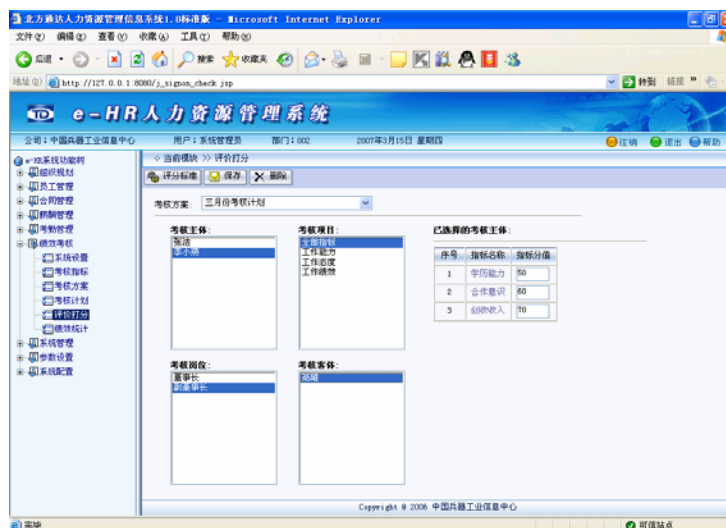 北方通达人力资源管理信息系统1.0标准版 - Microsoft Internet Explorer
文件(F) 编辑(E) 查看(V) 收藏(A) 工具(T) 帮助(H)
后退 搜索 收藏夹
地址(D) http://127.0.0.1:8080/j_signon_check.jsp 转到 链接 »
TD e-HR人力资源管理系统
公司：中国兵器工业信息中心 用户：系统管理员 部门：002 2007年3月15日 星期四 注销 退出 帮助
e-HR系统功能树
组织规划
员工管理
合同管理
薪酬管理
考勤管理
绩效考核
系统设置
考核指标
考核方案
考核计划
评价打分
绩效统计
系统管理
参数设置
系统配置
当前模块 >> 评价打分
评分标准 保存 删除
考核方案： 三月份考核计划
考核主体：
张洁
李小燕
考核项目：
全部指标
工作能力
工作态度
工作绩效
已选择的考核主体：
序号 指标名称 指标分值
1 学历能力 50
2 合作意识 60
3 创收收入 70
考核岗位：
董事长
副董事长
考核客体：
Copyright @ 2006 中国兵器工业信息中心
完毕 可信站点